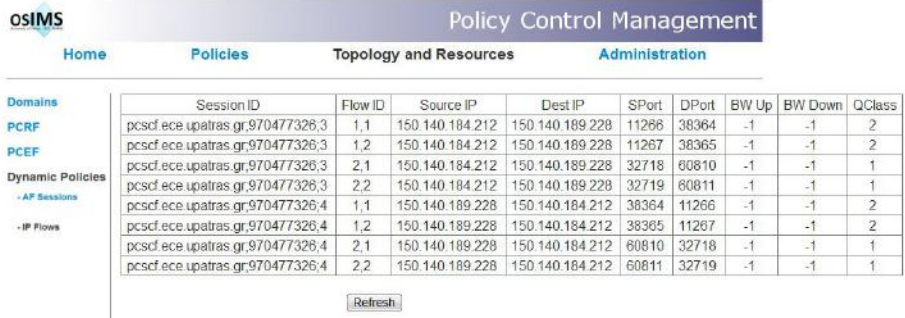 osIMS
Policy Control Management
Home Policies Topology and Resources Administration
Domains
PCRF
PCEF
Dynamic Policies
- AF Sessions
- IP Flows
Session ID Flow ID Source IP Dest IP SPort DPort BW Up BW Down QClass
pcscf.ece.upatras.gr;970477326;3 1,1 150.140.184.212 150.140.189.228 11266 38364 -1 -1 2
pcscf.ece.upatras.gr;970477326;3 1,2 150.140.184.212 150.140.189.228 11267 38365 -1 -1 2
pcscf.ece.upatras.gr;970477326;3 2,1 150.140.184.212 150.140.189.228 32718 60810 -1 -1 1
pcscf.ece.upatras.gr;970477326;3 2,2 150.140.184.212 150.140.189.228 32719 60811 -1 -1 1
pcscf.ece.upatras.gr;970477326;4 1,1 150.140.189.228 150.140.184.212 38364 11266 -1 -1 2
pcscf.ece.upatras.gr;970477326;4 1,2 150.140.189.228 150.140.184.212 38365 11267 -1 -1 2
pcscf.ece.upatras.gr;970477326;4 2,1 150.140.189.228 150.140.184.212 60810 32718 -1 -1 1
pcscf.ece.upatras.gr;970477326;4 2,2 150.140.189.228 150.140.184.212 60811 32719 -1 -1 1
Refresh